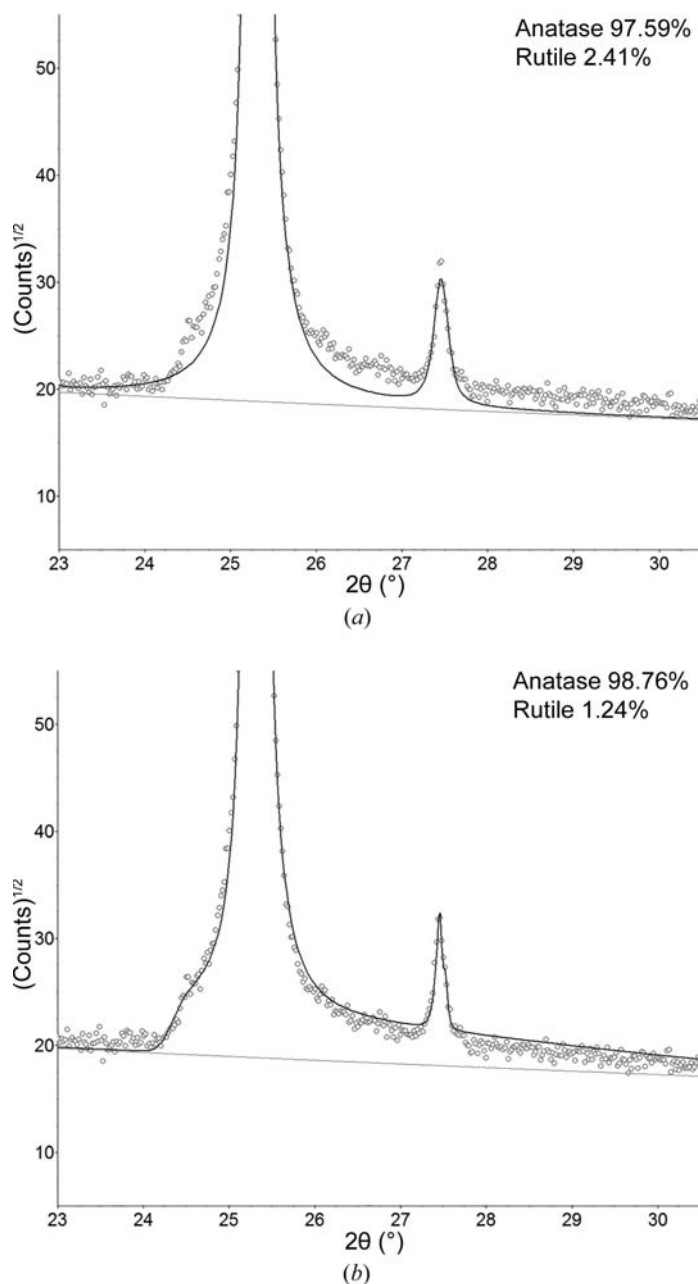 Anatase 97.59%
Rutile 2.41%
50
40
30
20
10
(Counts)1/2
23 24 25 26 27 28 29 30
2θ (°)
(a)
Anatase 98.76%
Rutile 1.24%
50
40
30
20
10
(Counts)1/2
23 24 25 26 27 28 29 30
2θ (°)
(b)